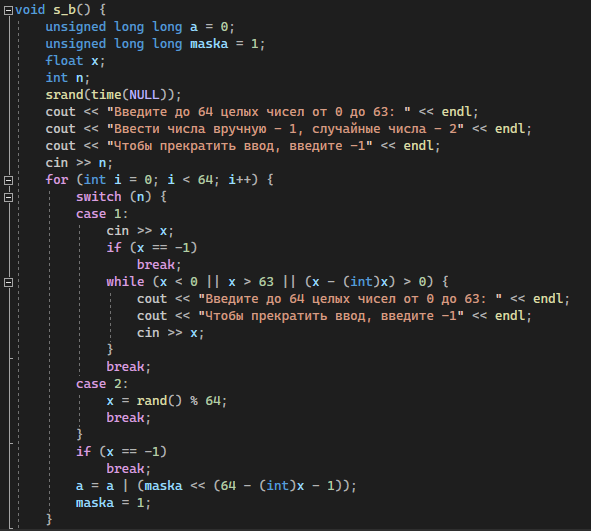 void s_b() {
unsigned long long a = 0;
unsigned long long maska = 1;
float x;
int n;
srand(time(NULL));
cout << "Введите до 64 целых чисел от 0 до 63: " << endl;
cout << "Ввести числа вручную - 1, случайные числа - 2" << endl;
cout << "Чтобы прекратить ввод, введите -1" << endl;
cin >> n;
for (int i = 0; i < 64; i++) {
switch (n) {
case 1:
cin >> x;
if (x == -1)
break;
while (x < 0 || x > 63 || (x - (int)x) > 0) {
cout << "Введите до 64 целых чисел от 0 до 63: " << endl;
cout << "Чтобы прекратить ввод, введите -1" << endl;
cin >> x;
}
break;
case 2:
x = rand() % 64;
break;
}
if (x == -1)
break;
a = a | (maska << (64 - (int)x - 1));
maska = 1;
}